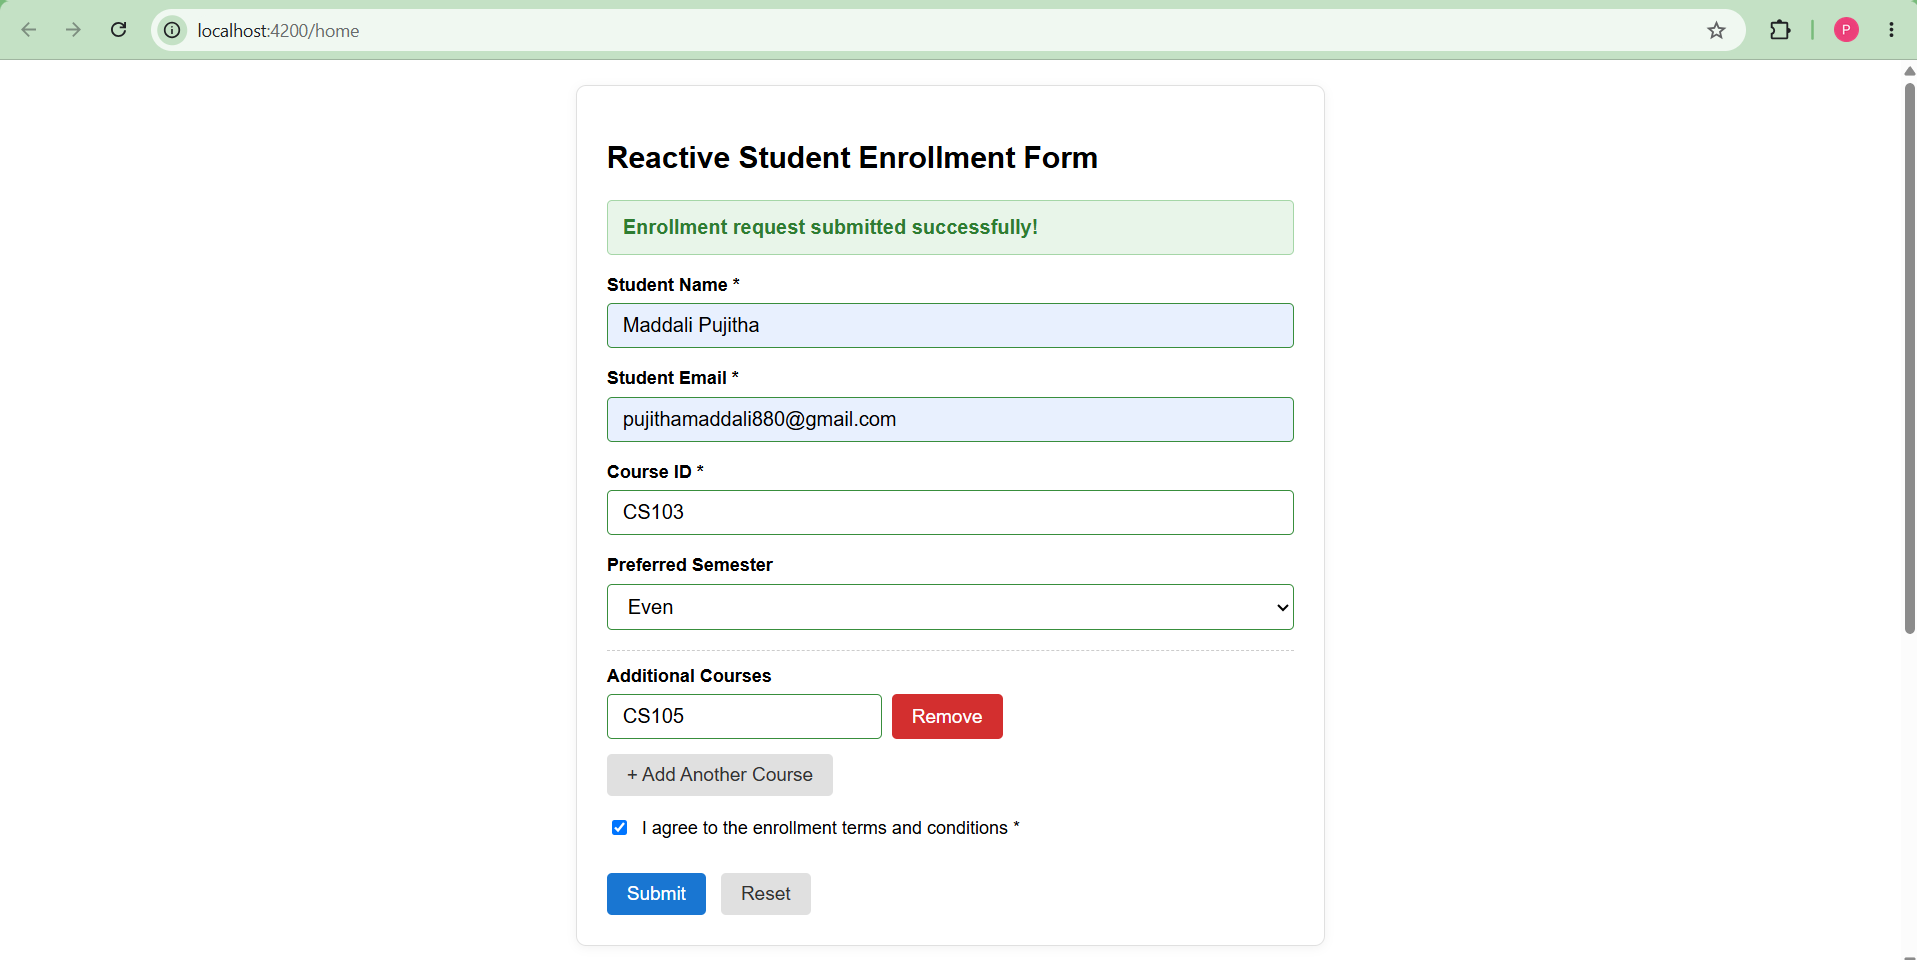 localhost:4200/home
P
Reactive Student Enrollment Form
Enrollment request submitted successfully!
Student Name *
Maddali Pujitha
Student Email *
pujithamaddali880@gmail.com
Course ID *
CS103
Preferred Semester
Even
Additional Courses
CS105 Remove
+ Add Another Course
I agree to the enrollment terms and conditions *
Submit Reset